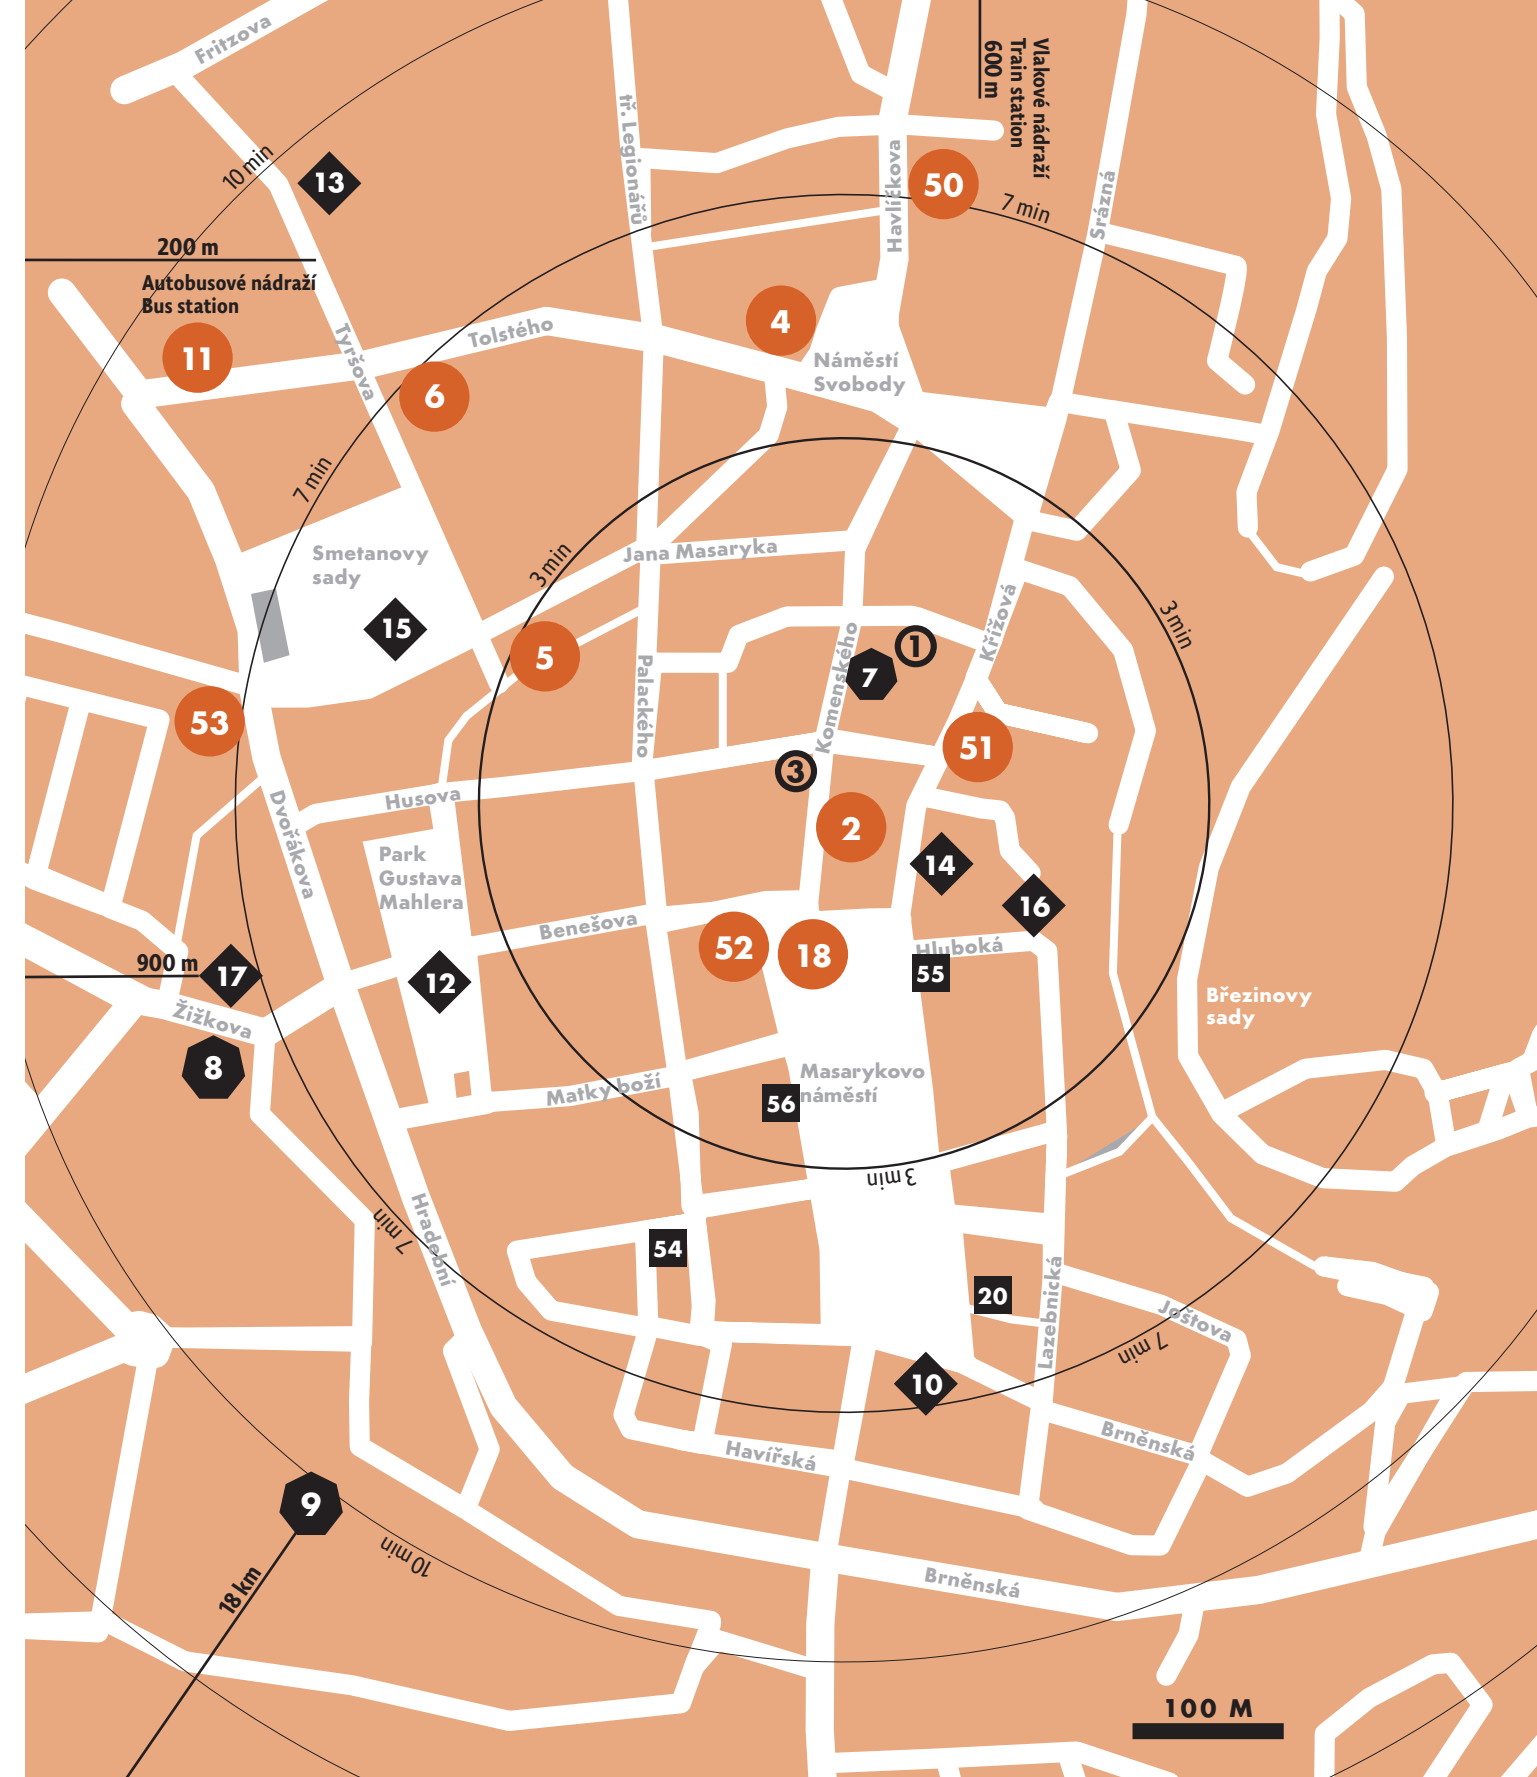 Fritzova
tř. Legionářů
Vlakové nádraží
Train station
600 m
Havlíčkova
Srázná
10 min
13
50
7 min
200 m
Autobusové nádraží
Bus station
11
Tyršova
Tolstého
6
4
Náměstí
Svobody
7 min
Smetanovy
sady
15
3 min
Jana Masaryka
3 min
5
Palackého
Komenského
7
1
Křížová
53
51
3
Dvořákova
Husova
2
Park
Gustava
Mahlera
14
16
Benešova
52
18
Hluboká
55
900 m
17
12
Žižkova
8
Březinovy
sady
Matky boží
Masarykovo
náměstí
56
3 min
Hradební
7 min
54
20
Lazebnická
Joštova
7 min
10
Havířská
Brněnská
9
18 km
10 min
Brněnská
100 M